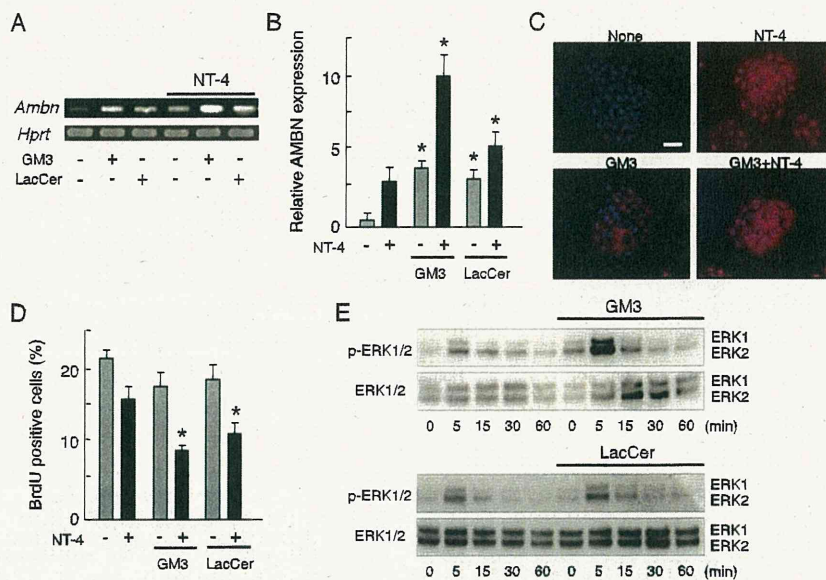 A
NT-4
Ambn
Hprt
GM3 - + - - + -
LacCer - - + - - +
B
Relative AMBN expression
10
5
0
* * * *
NT-4 - + - + - +
GM3 LacCer
C
None NT-4
GM3 GM3+NT-4
D
BrdU positive cells (%)
20
10
0
* *
NT-4 - + - + - +
GM3 LacCer
E
GM3
p-ERK1/2 ERK1
ERK2
ERK1/2 ERK1
ERK2
0 5 15 30 60 0 5 15 30 60 (min)
LacCer
p-ERK1/2 ERK1
ERK2
ERK1/2 ERK1
ERK2
0 5 15 30 60 0 5 15 30 60 (min)